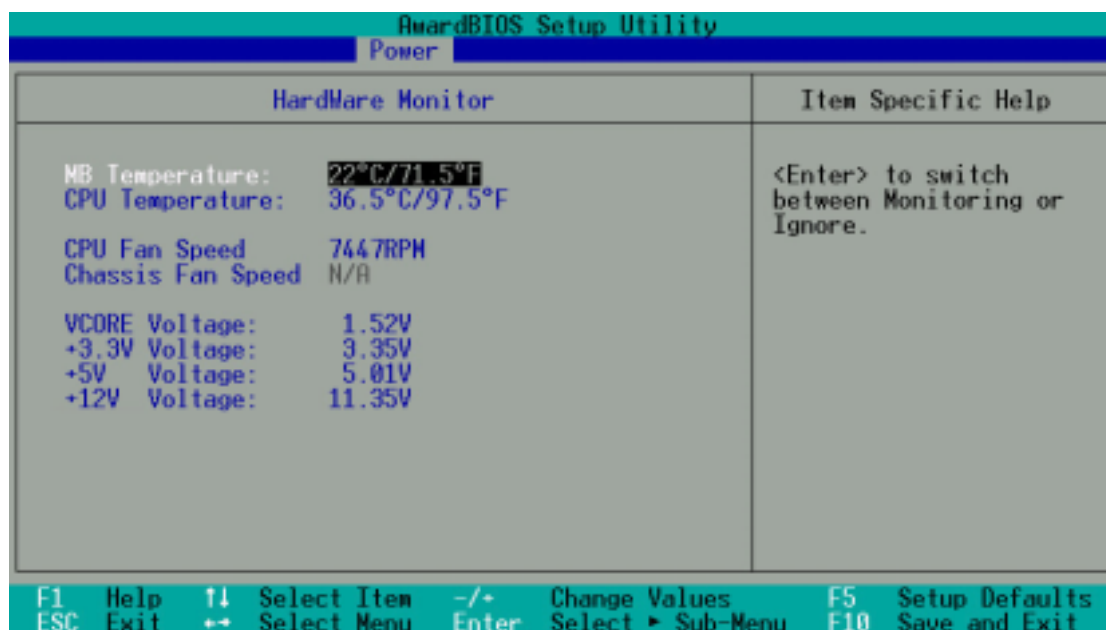 AwardBIOS Setup Utility
Power
HardWare Monitor
Item Specific Help
MB Temperature: 22°C/71.5°F
CPU Temperature: 36.5°C/97.5°F
CPU Fan Speed 7447RPM
Chassis Fan Speed N/A
VCORE Voltage: 1.52V
+3.3V Voltage: 3.35V
+5V Voltage: 5.01V
+12V Voltage: 11.35V
<Enter> to switch
between Monitoring or
Ignore.
F1 Help ↑↓ Select Item -/+ Change Values F5 Setup Defaults
ESC Exit ←→ Select Menu Enter Select ► Sub-Menu F10 Save and Exit